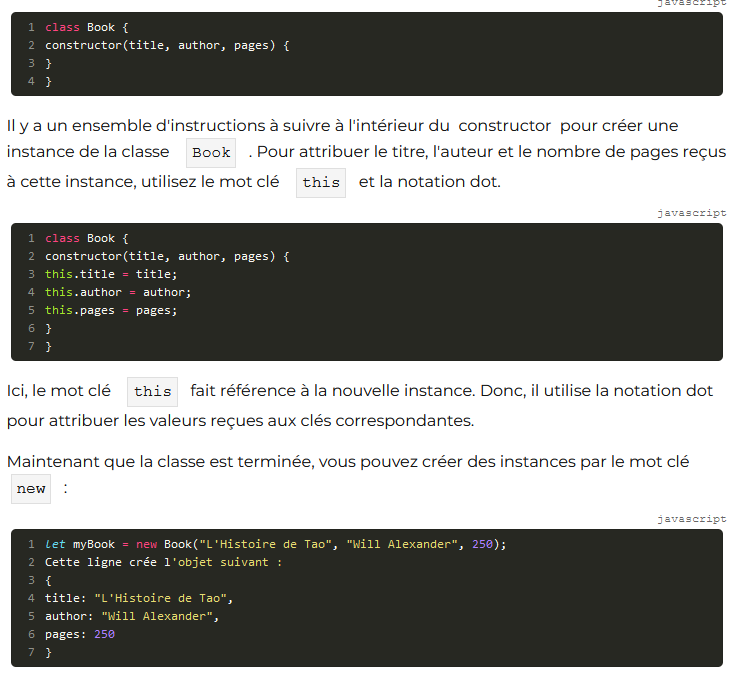 javascript
1 class Book {
2 constructor(title, author, pages) {
3 }
4 }
Il y a un ensemble d'instructions à suivre à l'intérieur du constructor pour créer une
instance de la classe Book . Pour attribuer le titre, l'auteur et le nombre de pages reçus
à cette instance, utilisez le mot clé this et la notation dot.
javascript
1 class Book {
2 constructor(title, author, pages) {
3 this.title = title;
4 this.author = author;
5 this.pages = pages;
6 }
7 }
Ici, le mot clé this fait référence à la nouvelle instance. Donc, il utilise la notation dot
pour attribuer les valeurs reçues aux clés correspondantes.
Maintenant que la classe est terminée, vous pouvez créer des instances par le mot clé
new :
javascript
1 let myBook = new Book("L'Histoire de Tao", "Will Alexander", 250);
2 Cette ligne crée l'objet suivant :
3 {
4 title: "L'Histoire de Tao",
5 author: "Will Alexander",
6 pages: 250
7 }